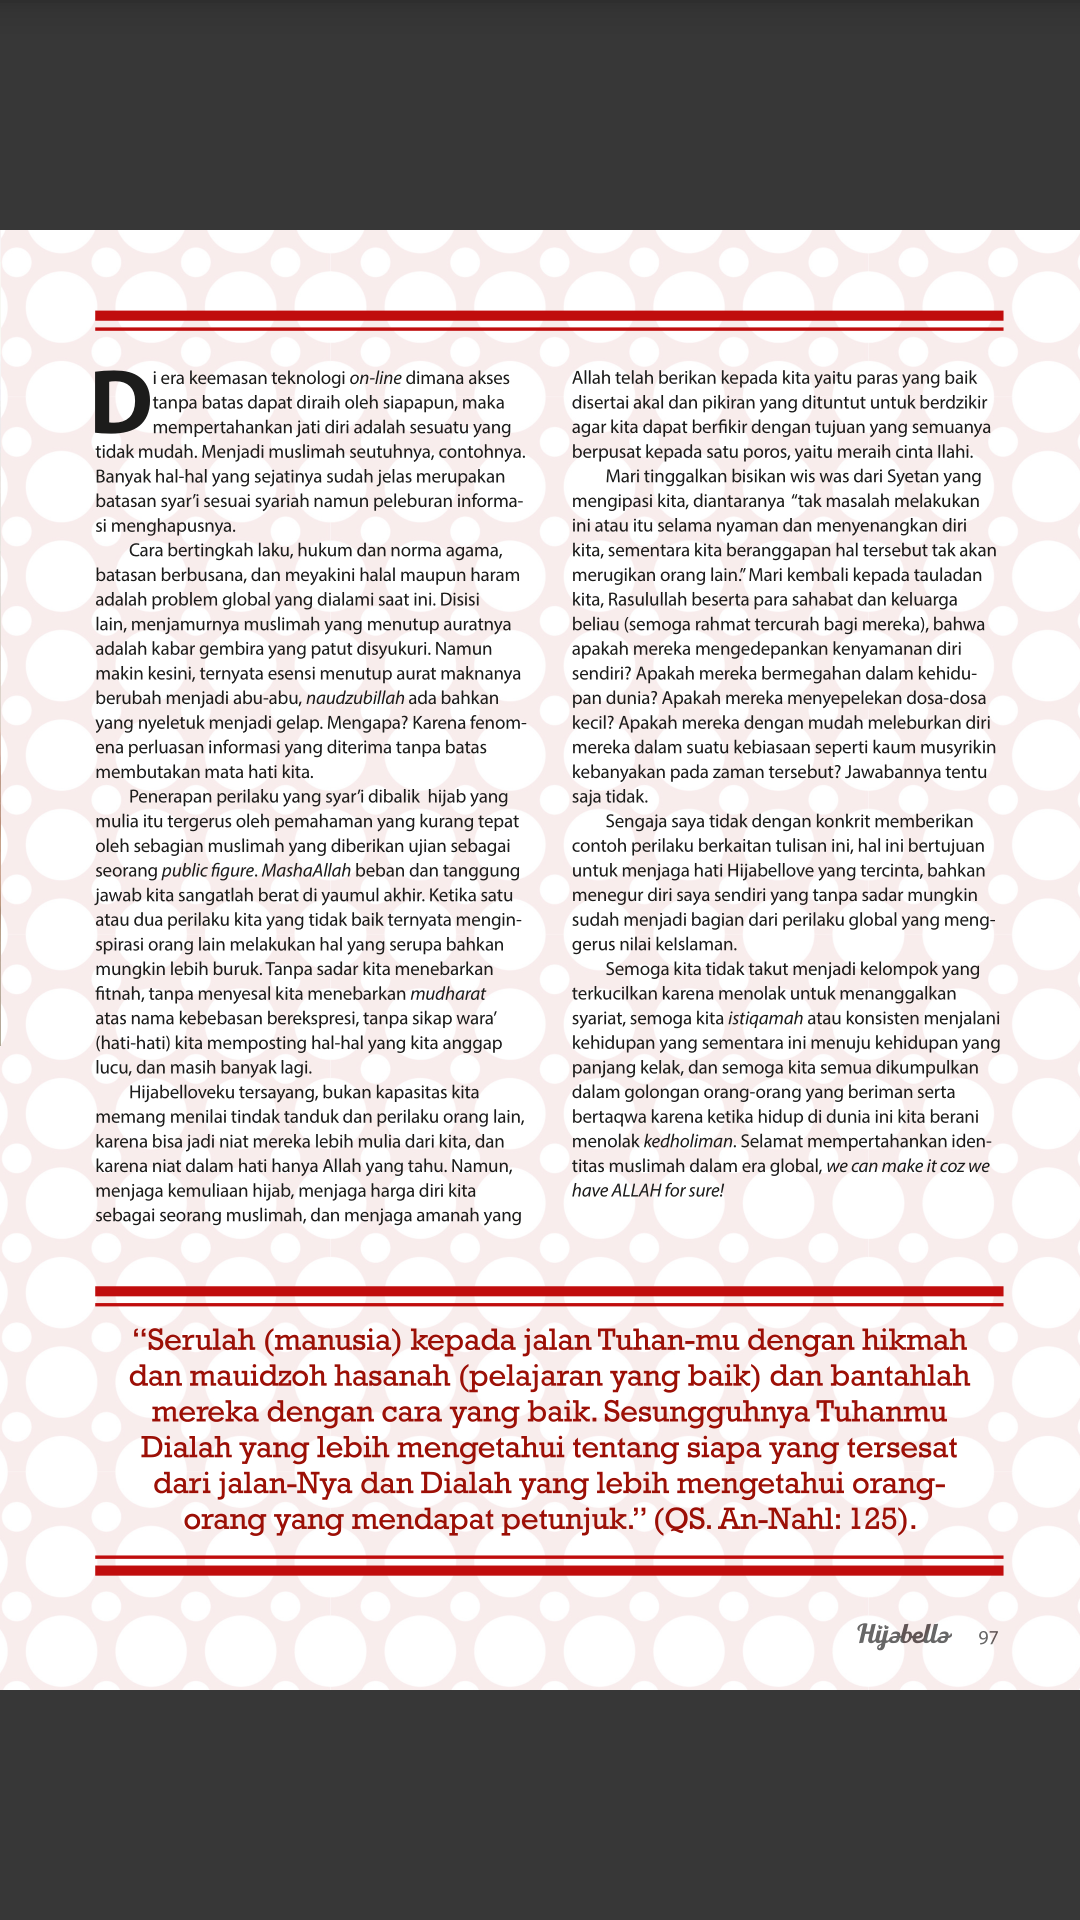 Di era keemasan teknologi on-line dimana akses
tanpa batas dapat diraih oleh siapapun, maka
mempertahankan jati diri adalah sesuatu yang
tidak mudah. Menjadi muslimah seutuhnya, contohnya.
Banyak hal-hal yang sejatinya sudah jelas merupakan
batasan syar’i sesuai syariah namun peleburan informa-
si menghapusnya.
Cara bertingkah laku, hukum dan norma agama,
batasan berbusana, dan meyakini halal maupun haram
adalah problem global yang dialami saat ini. Disisi
lain, menjamurnya muslimah yang menutup auratnya
adalah kabar gembira yang patut disyukuri. Namun
makin kesini, ternyata esensi menutup aurat maknanya
berubah menjadi abu-abu, naudzubillah ada bahkan
yang nyeletuk menjadi gelap. Mengapa? Karena fenom-
ena perluasan informasi yang diterima tanpa batas
membutakan mata hati kita.
Penerapan perilaku yang syar’i dibalik  hijab yang
mulia itu tergerus oleh pemahaman yang kurang tepat
oleh sebagian muslimah yang diberikan ujian sebagai
seorang public figure. MashaAllah beban dan tanggung
jawab kita sangatlah berat di yaumul akhir. Ketika satu
atau dua perilaku kita yang tidak baik ternyata mengin-
spirasi orang lain melakukan hal yang serupa bahkan
mungkin lebih buruk. Tanpa sadar kita menebarkan
fitnah, tanpa menyesal kita menebarkan mudharat
atas nama kebebasan berekspresi, tanpa sikap wara’
(hati-hati) kita memposting hal-hal yang kita anggap
lucu, dan masih banyak lagi.
Hijabelloveku tersayang, bukan kapasitas kita
memang menilai tindak tanduk dan perilaku orang lain,
karena bisa jadi niat mereka lebih mulia dari kita, dan
karena niat dalam hati hanya Allah yang tahu. Namun,
menjaga kemuliaan hijab, menjaga harga diri kita
sebagai seorang muslimah, dan menjaga amanah yang
Allah telah berikan kepada kita yaitu paras yang baik
disertai akal dan pikiran yang dituntut untuk berdzikir
agar kita dapat berfikir dengan tujuan yang semuanya
berpusat kepada satu poros, yaitu meraih cinta Ilahi.
Mari tinggalkan bisikan wis was dari Syetan yang
mengipasi kita, diantaranya  “tak masalah melakukan
ini atau itu selama nyaman dan menyenangkan diri
kita, sementara kita beranggapan hal tersebut tak akan
merugikan orang lain.” Mari kembali kepada tauladan
kita, Rasulullah beserta para sahabat dan keluarga
beliau (semoga rahmat tercurah bagi mereka), bahwa
apakah mereka mengedepankan kenyamanan diri
sendiri? Apakah mereka bermegahan dalam kehidu-
pan dunia? Apakah mereka menyepelekan dosa-dosa
kecil? Apakah mereka dengan mudah meleburkan diri
mereka dalam suatu kebiasaan seperti kaum musyrikin
kebanyakan pada zaman tersebut? Jawabannya tentu
saja tidak.
Sengaja saya tidak dengan konkrit memberikan
contoh perilaku berkaitan tulisan ini, hal ini bertujuan
untuk menjaga hati Hijabellove yang tercinta, bahkan
menegur diri saya sendiri yang tanpa sadar mungkin
sudah menjadi bagian dari perilaku global yang meng-
gerus nilai keIslaman.
Semoga kita tidak takut menjadi kelompok yang
terkucilkan karena menolak untuk menanggalkan
syariat, semoga kita istiqamah atau konsisten menjalani
kehidupan yang sementara ini menuju kehidupan yang
panjang kelak, dan semoga kita semua dikumpulkan
dalam golongan orang-orang yang beriman serta
bertaqwa karena ketika hidup di dunia ini kita berani
menolak kedholiman. Selamat mempertahankan iden-
titas muslimah dalam era global, we can make it coz we
have ALLAH for sure!
“Serulah (manusia) kepada jalan Tuhan-mu dengan hikmah
dan mauidzoh hasanah (pelajaran yang baik) dan bantahlah
mereka dengan cara yang baik. Sesungguhnya Tuhanmu
Dialah yang lebih mengetahui tentang siapa yang tersesat
dari jalan-Nya dan Dialah yang lebih mengetahui orang-
orang yang mendapat petunjuk.” (QS. An-Nahl: 125).
Hijabella 97